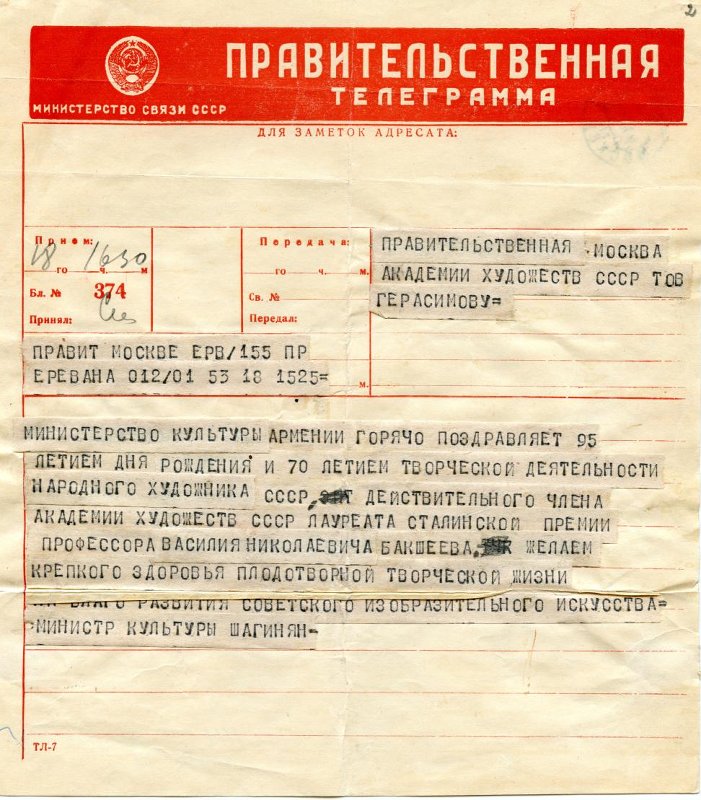 2
ПРАВИТЕЛЬСТВЕННАЯ
ТЕЛЕГРАММА
МИНИСТЕРСТВО СВЯЗИ СССР
ДЛЯ ЗАМЕТОК АДРЕСАТА:
Прием:
18 1630
го ч. м
Бл. № 374
Принял:
Передача:
го ч. м.
Св. №
Передал:
м.
ПРАВИТЕЛЬСТВЕННАЯ МОСКВА
АКАДЕМИИ ХУДОЖЕСТВ СССР ТОВ
ГЕРАСИМОВУ=
ПРАВИТ МОСКВЕ ЕРВ/155 ПР
ЕРЕВАНА 012/01 53 18 1525=
МИНИСТЕРСТВО КУЛЬТУРЫ АРМЕНИИ ГОРЯЧО ПОЗДРАВЛЯЕТ 95
ЛЕТИЕМ ДНЯ РОЖДЕНИЯ И 70 ЛЕТИЕМ ТВОРЧЕСКОЙ ДЕЯТЕЛЬНОСТИ
НАРОДНОГО ХУДОЖНИКА СССР, ДЕЙСТВИТЕЛЬНОГО ЧЛЕНА
АКАДЕМИИ ХУДОЖЕСТВ СССР ЛАУРЕАТА СТАЛИНСКОЙ ПРЕМИИ
ПРОФЕССОРА ВАСИЛИЯ НИКОЛАЕВИЧА БАКШЕЕВА, ЖЕЛАЕМ
КРЕПКОГО ЗДОРОВЬЯ ПЛОДОТВОРНОЙ ТВОРЧЕСКОЙ ЖИЗНИ
НА БЛАГО РАЗВИТИЯ СОВЕТСКОГО ИЗОБРАЗИТЕЛЬНОГО ИСКУССТВА=
МИНИСТР КУЛЬТУРЫ ШАГИНЯН-
ТЛ-7